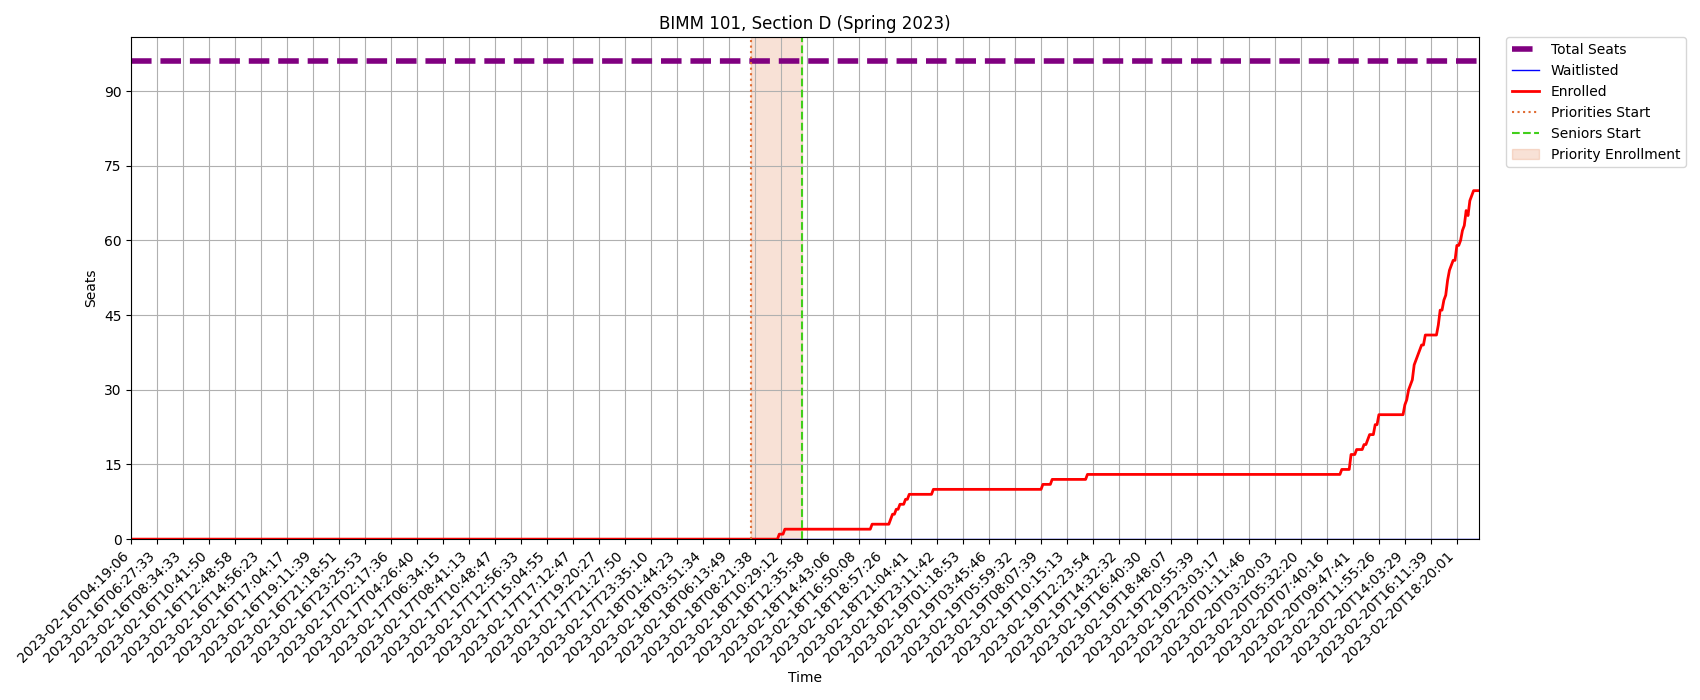 BIMM 101, Section D (Spring 2023)
Total Seats
Waitlisted
Enrolled
Priorities Start
Seniors Start
Priority Enrollment
Seats
90
75
60
45
30
15
0
2023-02-16T04:19:06
2023-02-16T06:27:33
2023-02-16T08:34:33
2023-02-16T10:41:50
2023-02-16T12:48:58
2023-02-16T14:56:23
2023-02-16T17:04:17
2023-02-16T19:11:39
2023-02-16T21:18:51
2023-02-16T23:25:53
2023-02-17T02:17:36
2023-02-17T04:26:40
2023-02-17T06:34:15
2023-02-17T08:41:13
2023-02-17T10:48:47
2023-02-17T12:56:33
2023-02-17T15:04:55
2023-02-17T17:12:47
2023-02-17T19:20:27
2023-02-17T21:27:50
2023-02-17T23:35:10
2023-02-18T01:44:23
2023-02-18T03:51:34
2023-02-18T06:13:49
2023-02-18T08:21:38
2023-02-18T10:29:12
2023-02-18T12:35:58
2023-02-18T14:43:06
2023-02-18T16:50:08
2023-02-18T18:57:26
2023-02-18T21:04:41
2023-02-18T23:11:42
2023-02-19T01:18:53
2023-02-19T03:45:46
2023-02-19T05:59:32
2023-02-19T08:07:39
2023-02-19T10:15:13
2023-02-19T12:23:54
2023-02-19T14:32:32
2023-02-19T16:40:30
2023-02-19T18:48:07
2023-02-19T20:55:39
2023-02-19T23:03:17
2023-02-20T01:11:46
2023-02-20T03:20:03
2023-02-20T05:32:20
2023-02-20T07:40:16
2023-02-20T09:47:41
2023-02-20T11:55:26
2023-02-20T14:03:29
2023-02-20T16:11:39
2023-02-20T18:20:01
Time